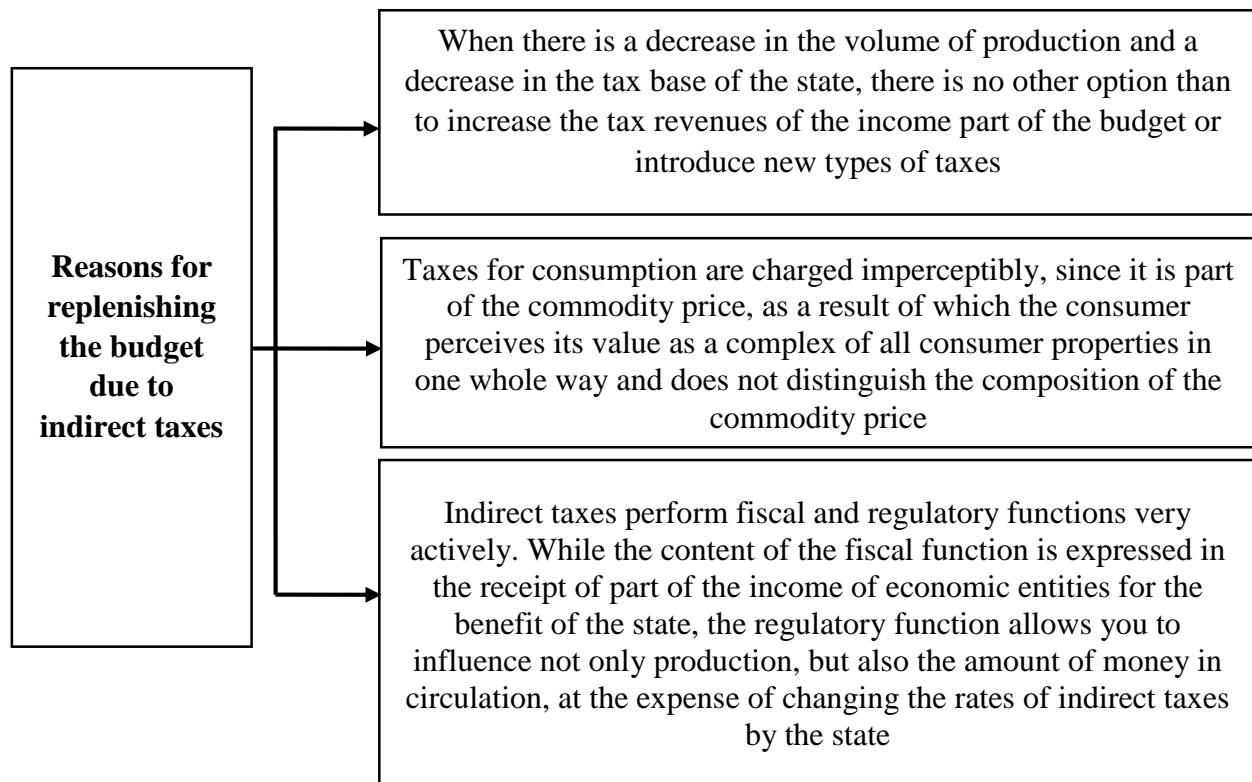 Reasons for
replenishing
the budget
due to
indirect taxes
When there is a decrease in the volume of production and a
decrease in the tax base of the state, there is no other option than
to increase the tax revenues of the income part of the budget or
introduce new types of taxes
Taxes for consumption are charged imperceptibly, since it is part
of the commodity price, as a result of which the consumer
perceives its value as a complex of all consumer properties in
one whole way and does not distinguish the composition of the
commodity price
Indirect taxes perform fiscal and regulatory functions very
actively. While the content of the fiscal function is expressed in
the receipt of part of the income of economic entities for the
benefit of the state, the regulatory function allows you to
influence not only production, but also the amount of money in
circulation, at the expense of changing the rates of indirect taxes
by the state